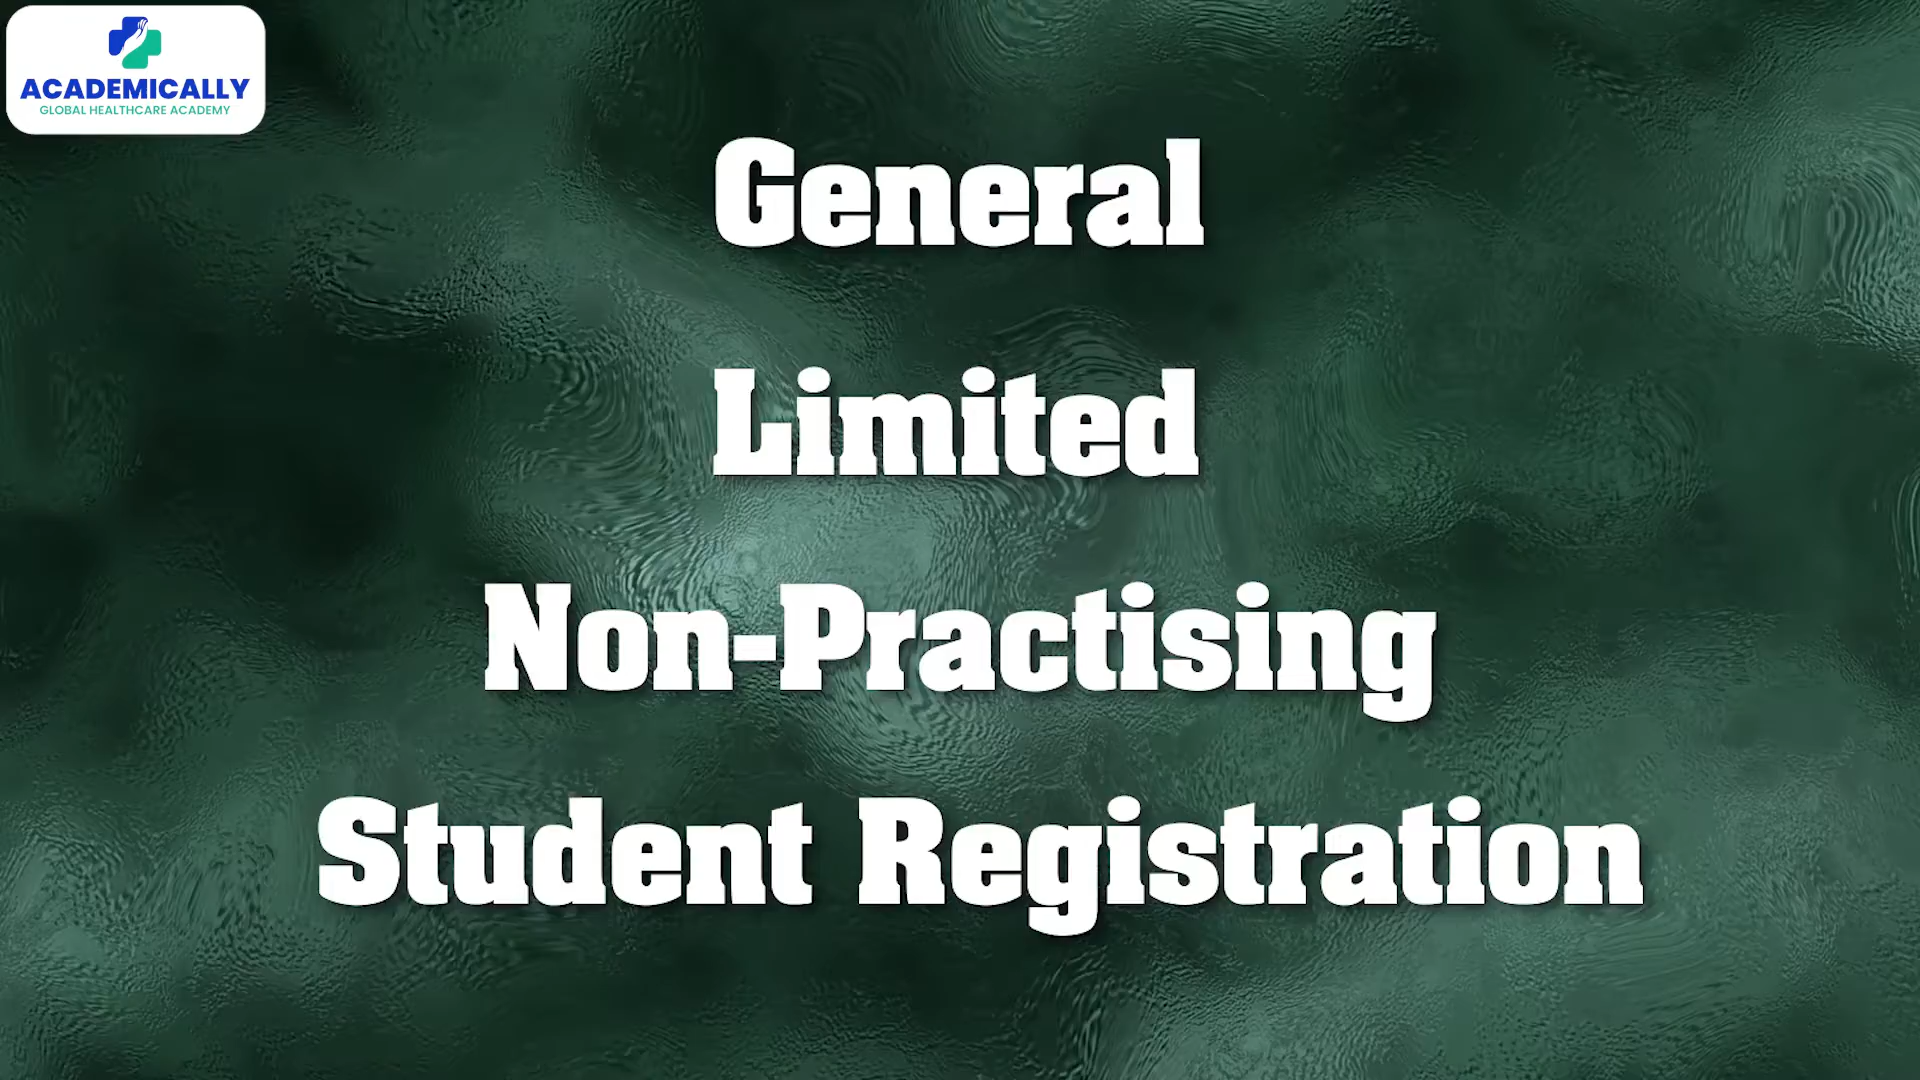 ACADEMICALLY
GLOBAL HEALTHCARE ACADEMY
General
Limited
Non-Practising
Student Registration